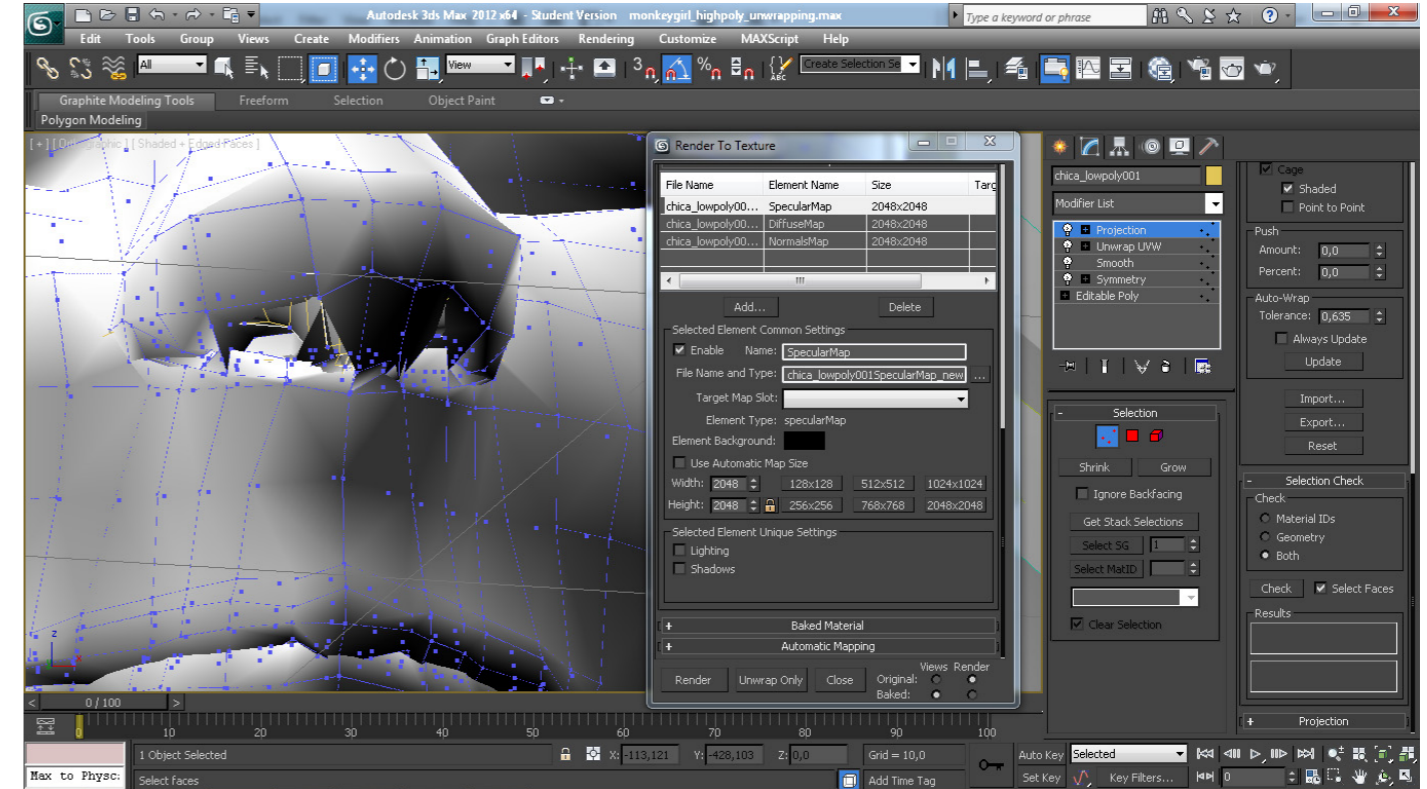 Autodesk 3ds Max 2012 x64 - Student Version monkeygirl_highpoly_unwrapping.max
Type a keyword or phrase
Edit Tools Group Views Create Modifiers Animation Graph Editors Rendering Customize MAXScript Help
All View 3 Create Selection Se
Graphite Modeling Tools Freeform Selection Object Paint
Polygon Modeling
[ Shaded + Edged Faces ]
Render To Texture
File Name Element Name Size Targ
chica_lowpoly00... SpecularMap 2048x2048
chica_lowpoly00... DiffuseMap 2048x2048
chica_lowpoly00... NormalsMap 2048x2048
Add... Delete
Selected Element Common Settings
Enable Name: SpecularMap
File Name and Type: chica_lowpoly001SpecularMap_new ...
Target Map Slot:
Element Type: specularMap
Element Background:
Use Automatic Map Size
Width: 2048 128x128 512x512 1024x1024
Height: 2048 256x256 768x768 2048x2048
Selected Element Unique Settings
Lighting
Shadows
+ Baked Material
+ Automatic Mapping
Views Render
Render Unwrap Only Close Original:
Baked:
chica_lowpoly001
Modifier List
Projection
Unwrap UVW
Smooth
Symmetry
Editable Poly
- Selection
Shrink Grow
Ignore Backfacing
Get Stack Selections
Select SG 1
Select MatID
Clear Selection
Cage
Shaded
Point to Point
Push
Amount: 0,0
Percent: 0,0
Auto-Wrap
Tolerance: 0,635
Always Update
Update
Import...
Export...
Reset
- Selection Check
Check
Material IDs
Geometry
Both
Check Select Faces
Results
+ Projection
z
x
< 0 / 100 >
0 10 20 30 40 50 60 70 80 90 100
1 Object Selected X: -113,121 Y: -428,103 Z: 0,0 Grid = 10,0 Auto Key Selected
Max to Physc: Select faces Add Time Tag Set Key Key Filters... 0